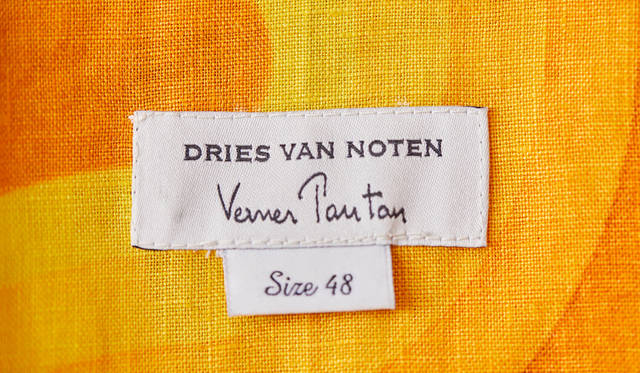 DRIES VAN NOTEN
Verner Panton
Size 48